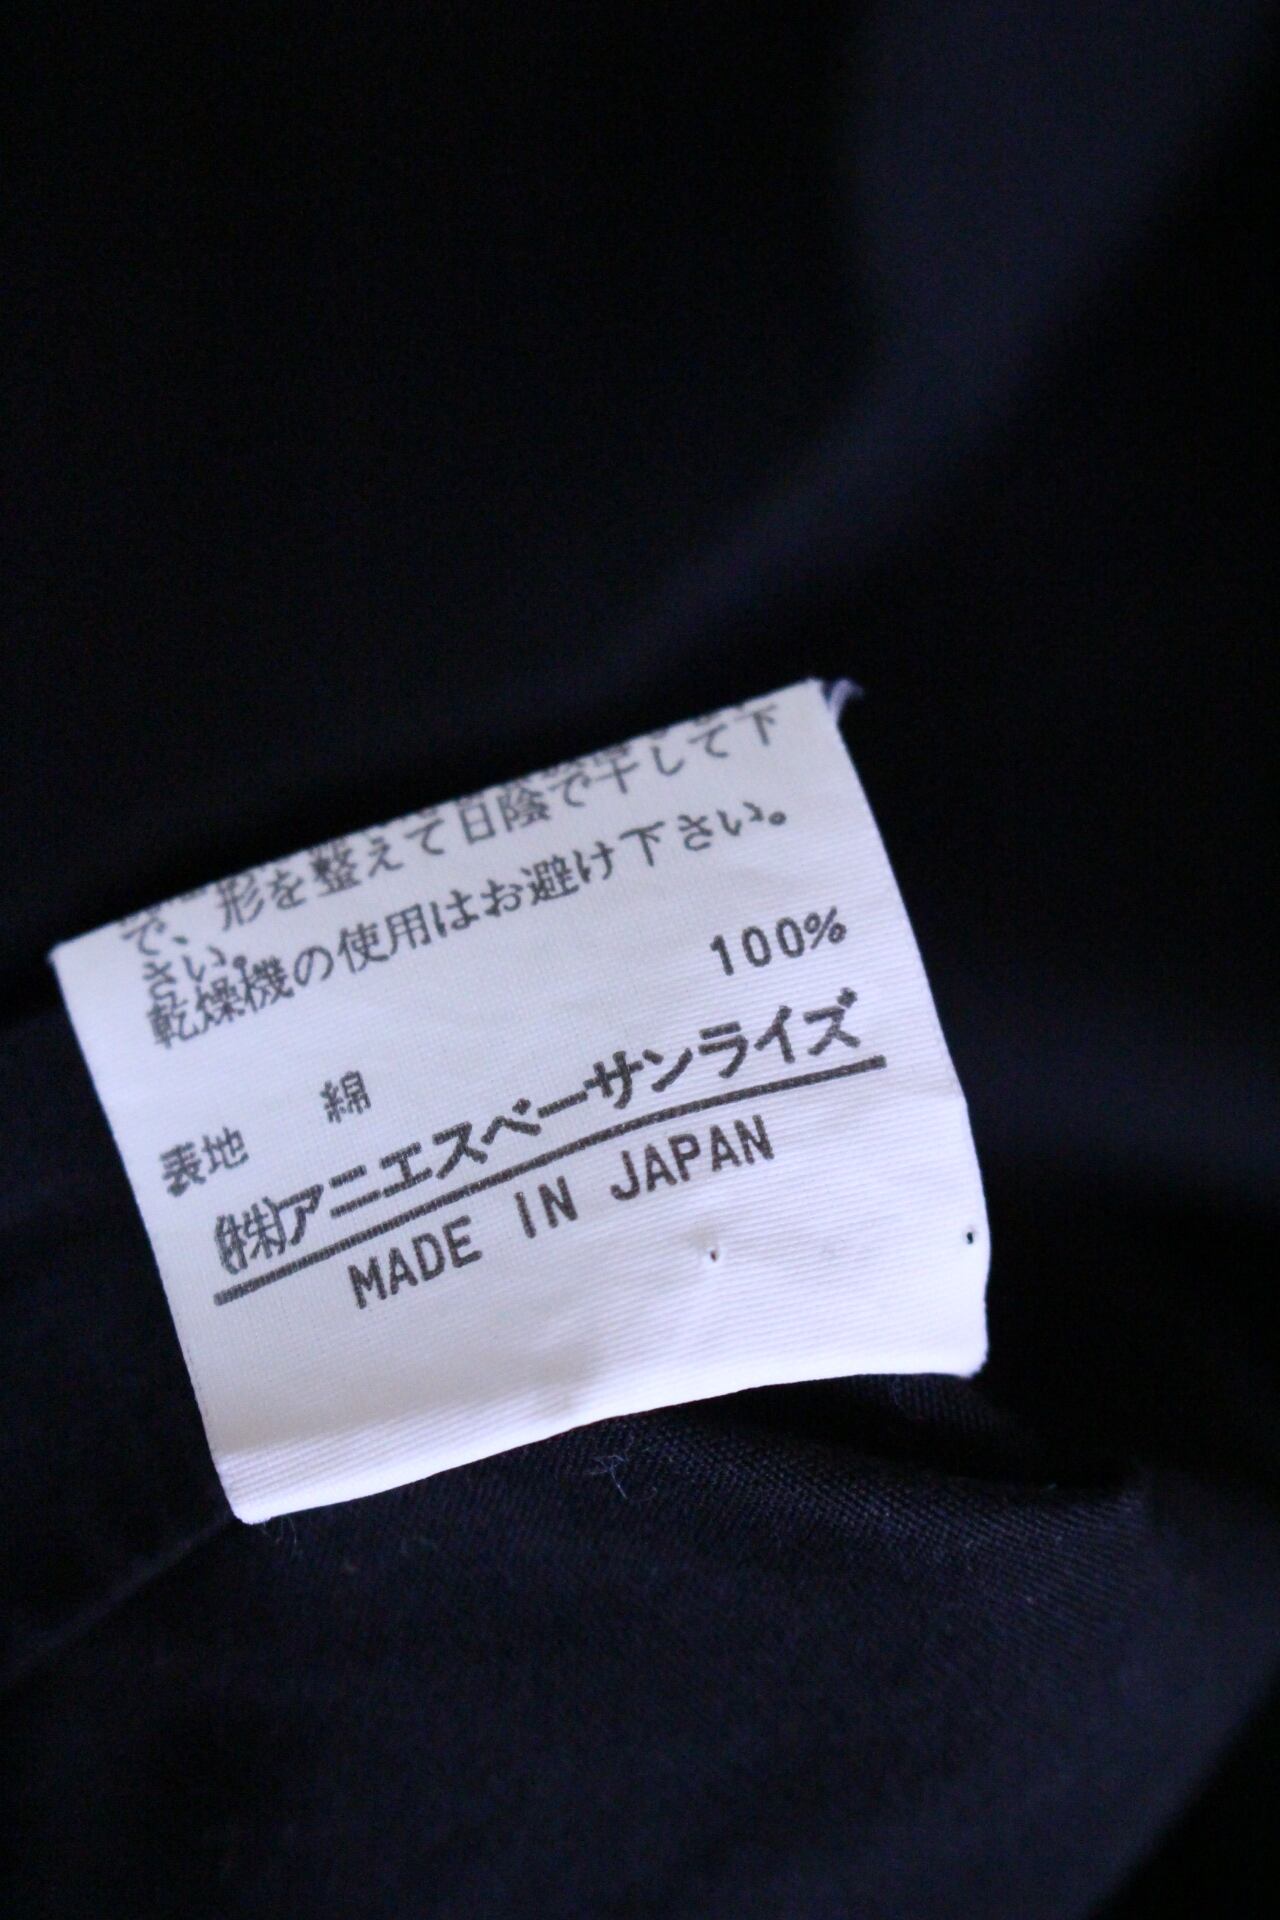 で、形を整えて日陰で干して下
さい。
乾燥機の使用はお避け下さい。
表地 綿 100%
㈱アニエスベーサンライズ
MADE IN JAPAN